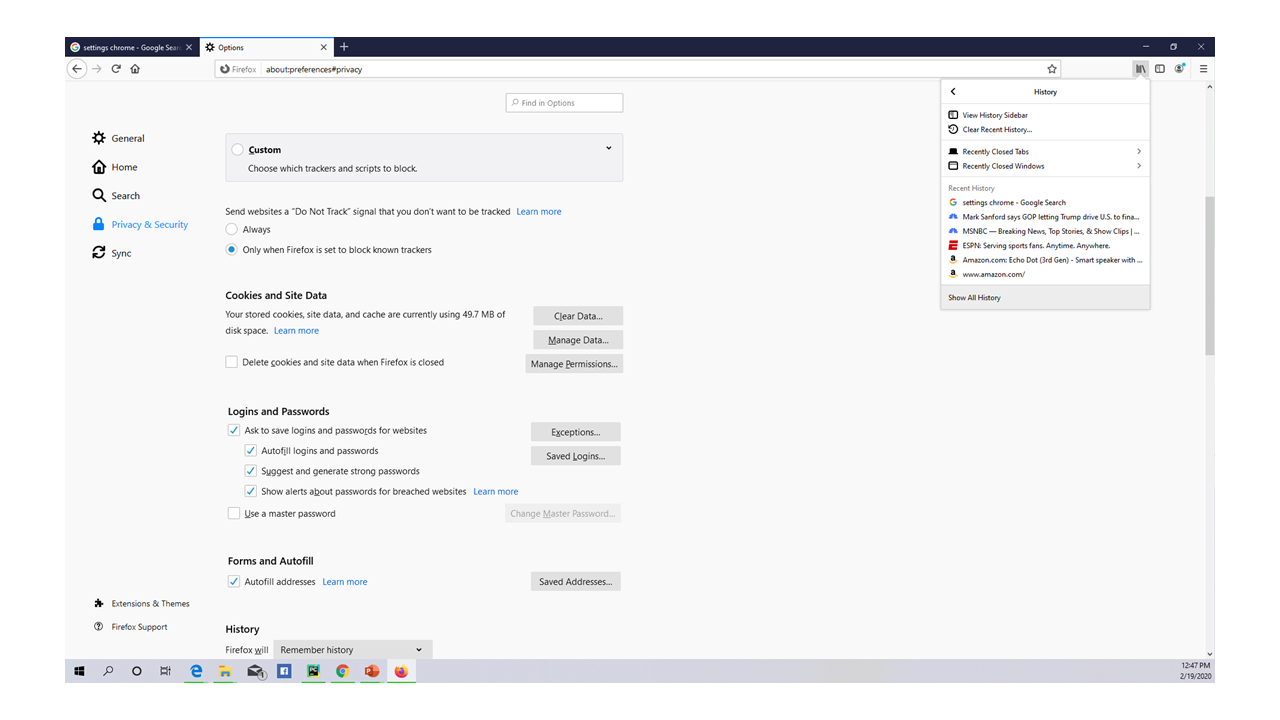 settings chrome - Google Sear
Options
Firefox about:preferences#privacy
Find in Options
General
Home
Search
Privacy & Security
Sync
Extensions & Themes
Firefox Support
Custom
Choose which trackers and scripts to block.
Send websites a “Do Not Track” signal that you don’t want to be tracked Learn more
Always
Only when Firefox is set to block known trackers
Cookies and Site Data
Your stored cookies, site data, and cache are currently using 49.7 MB of
disk space. Learn more
Clear Data...
Manage Data...
Delete cookies and site data when Firefox is closed
Manage Permissions...
Logins and Passwords
Ask to save logins and passwords for websites
Exceptions...
Autofill logins and passwords
Saved Logins...
Suggest and generate strong passwords
Show alerts about passwords for breached websites Learn more
Use a master password
Change Master Password...
Forms and Autofill
Autofill addresses Learn more
Saved Addresses...
History
Firefox will Remember history
History
View History Sidebar
Clear Recent History...
Recently Closed Tabs
Recently Closed Windows
Recent History
settings chrome - Google Search
Mark Sanford says GOP letting Trump drive U.S. to fina...
MSNBC — Breaking News, Top Stories, & Show Clips | ...
ESPN: Serving sports fans. Anytime. Anywhere.
Amazon.com: Echo Dot (3rd Gen) - Smart speaker with ...
www.amazon.com/
Show All History
12:47 PM
2/19/2020